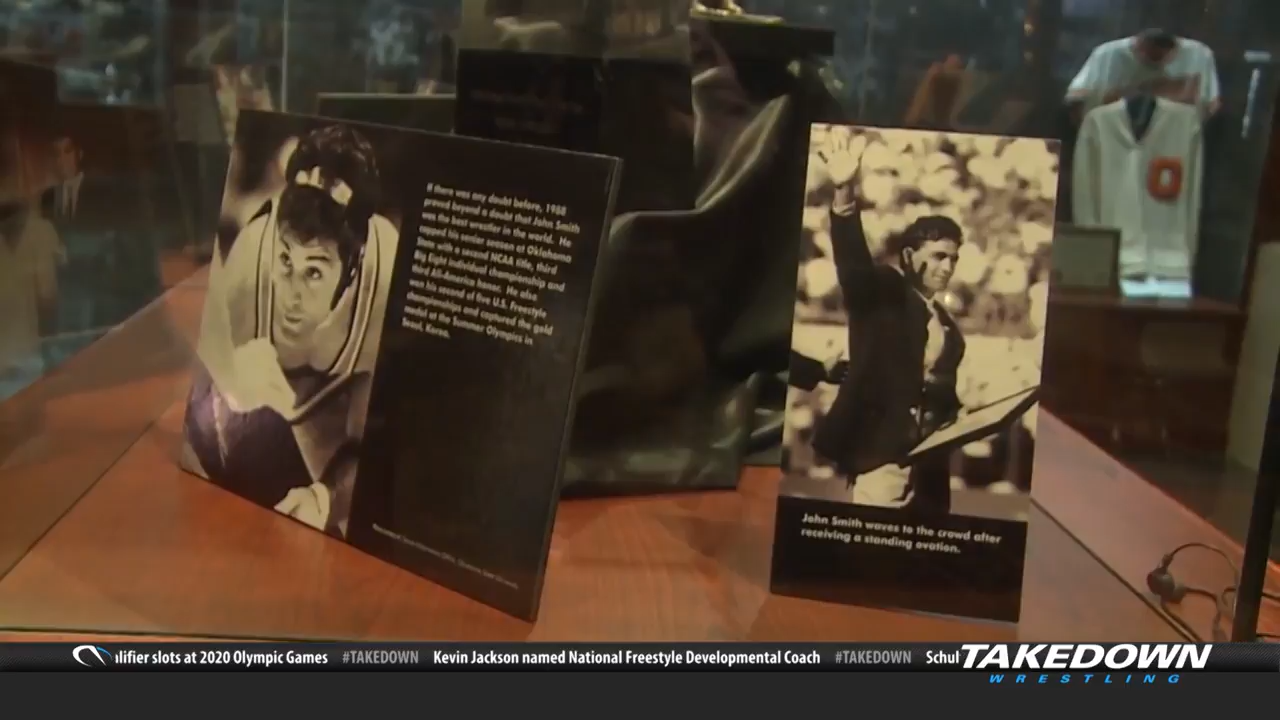 If there was any doubt before, 1988
proved beyond a doubt that John Smith
was the best wrestler in the world. He
capped his senior season at Oklahoma
State with a second NCAA title, third
Big Eight individual championship and
third All-America honor. He also
won his second of five U.S. Freestyle
championships and captured the gold
medal at the Summer Olympics in
Seoul, Korea.
O
John Smith waves to the crowd after
receiving a standing ovation.
lifier slots at 2020 Olympic Games #TAKEDOWN Kevin Jackson named National Freestyle Developmental Coach #TAKEDOWN Schul
TAKEDOWN
WRESTLING